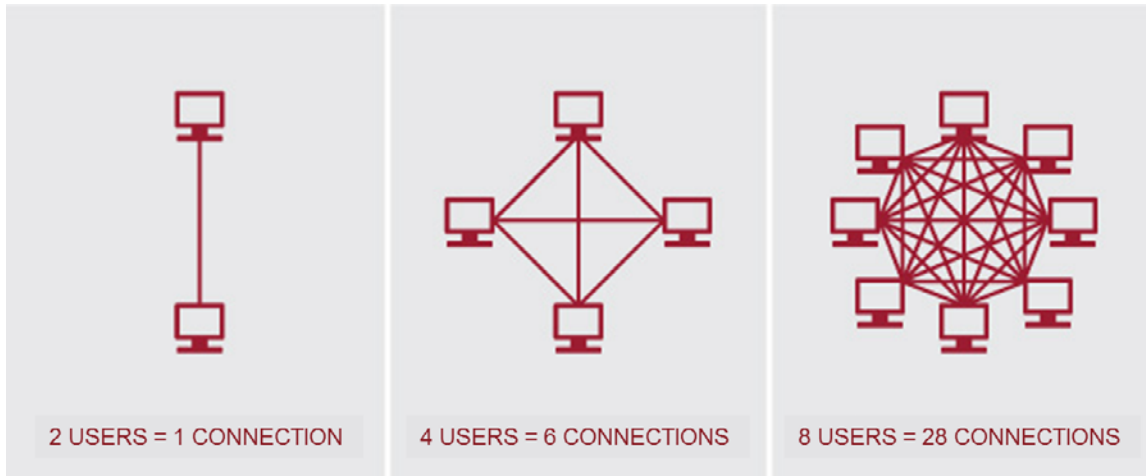 2 USERS = 1 CONNECTION
4 USERS = 6 CONNECTIONS
8 USERS = 28 CONNECTIONS